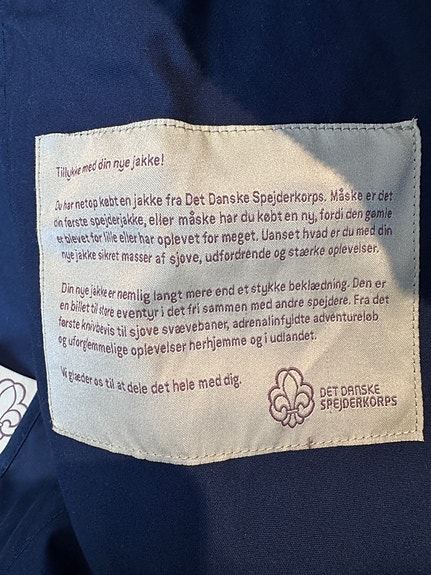 Tillykke med din nye jakke!
Du har netop købt en jakke fra Det Danske Spejderkorps. Måske er det
din første spejderjakke, eller måske har du købt en ny, fordi den gamle
er blevet for lille eller har oplevet for meget. Uanset hvad er du med din
nye jakke sikret masser af sjove, udfordrende og stærke oplevelser.
Din nye jakke er nemlig langt mere end et stykke beklædning. Den er
en billet til store eventyr i det fri sammen med andre spejdere. Fra det
første knivbevis til sjove svævebaner, adrenalinfyldte adventureløb
og uforglemmelige oplevelser herhjemme og i udlandet.
Vi glæder os til at dele det hele med dig.
DET DANSKE
SPEJDERKORPS